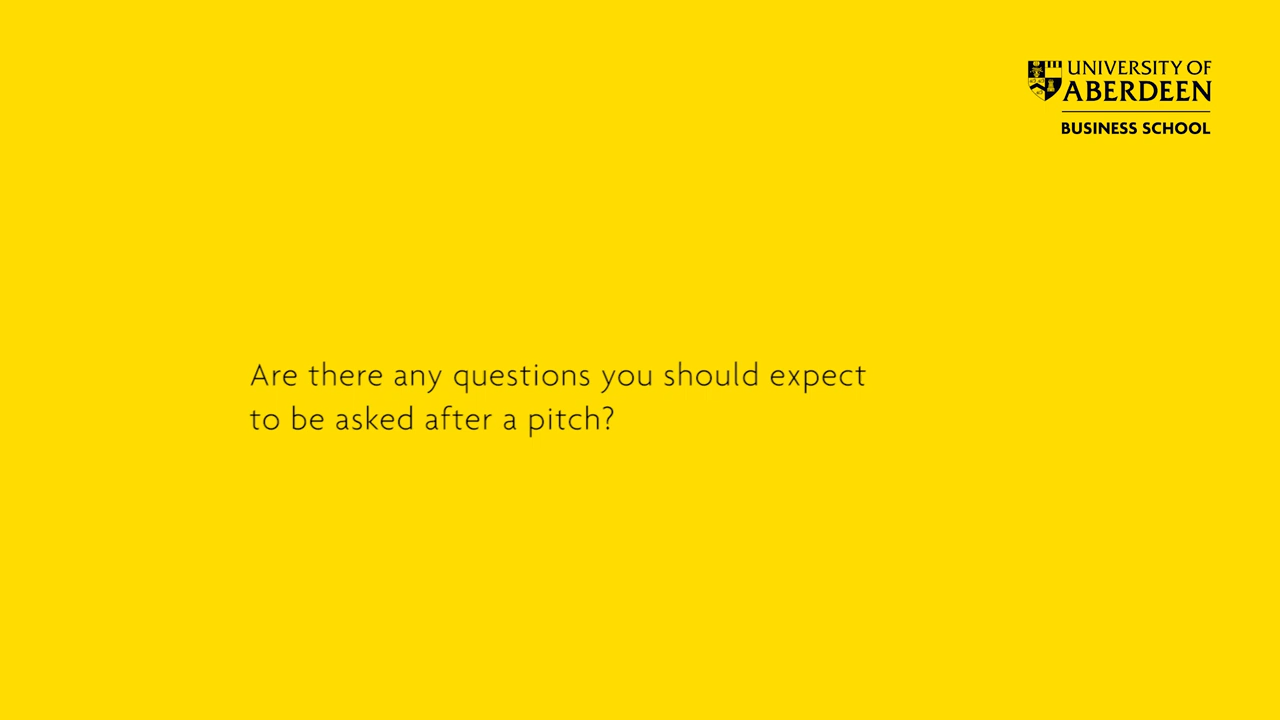 UNIVERSITY OF
ABERDEEN
BUSINESS SCHOOL
Are there any questions you should expect
to be asked after a pitch?